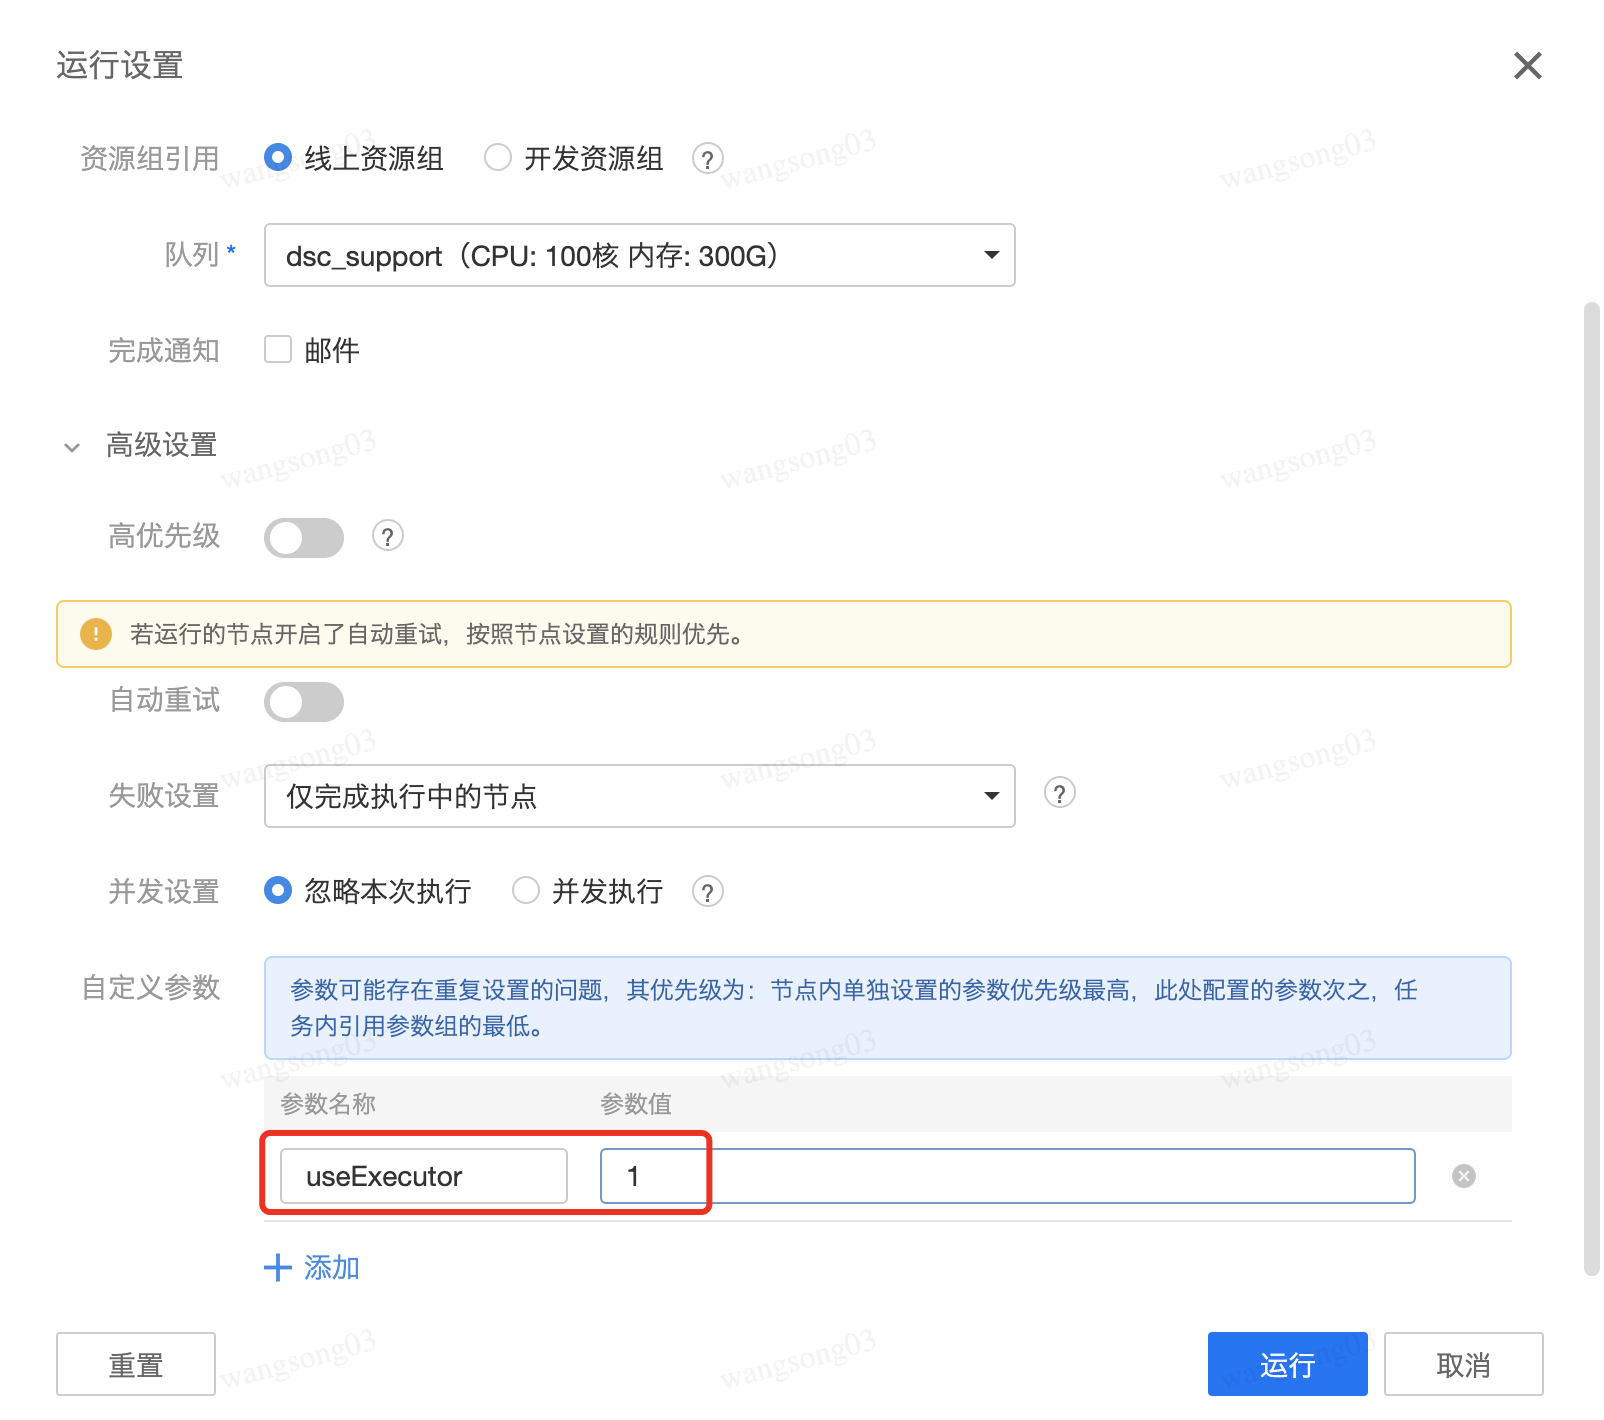 运行设置
资源组引用 线上资源组 开发资源组 ?
队列 * dsc_support（CPU: 100核 内存: 300G）
完成通知 邮件
高级设置
高优先级 ?
! 若运行的节点开启了自动重试，按照节点设置的规则优先。
自动重试
失败设置 仅完成执行中的节点 ?
并发设置 忽略本次执行 并发执行 ?
自定义参数 参数可能存在重复设置的问题，其优先级为：节点内单独设置的参数优先级最高，此处配置的参数次之，任
务内引用参数组的最低。
参数名称 参数值
useExecutor 1
添加
重置 运行 取消
wangsong03 wangsong03 wangsong03
wangsong03 wangsong03 wangsong03
wangsong03 wangsong03 wangsong03
wangsong03 wangsong03 wangsong03
wangsong03 wangsong03 wangsong03